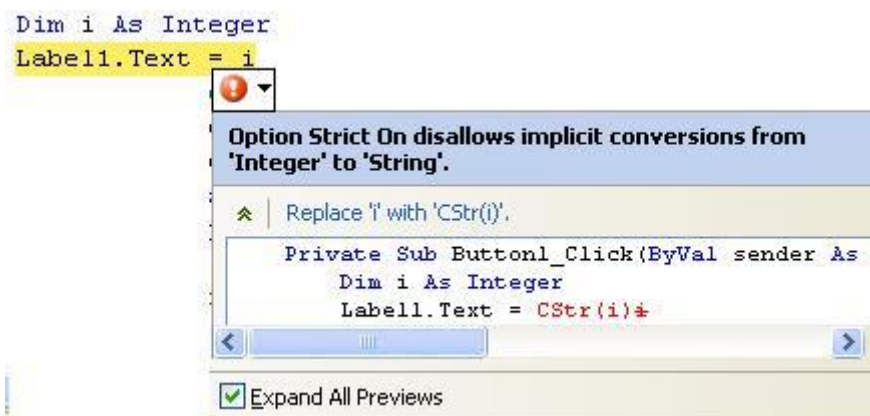 Dim i As Integer
Label1.Text = i
Option Strict On disallows implicit conversions from
'Integer' to 'String'.
Replace 'i' with 'CStr(i)'.
Private Sub Button1_Click(ByVal sender As
Dim i As Integer
Label1.Text = CStr(i)i
Expand All Previews